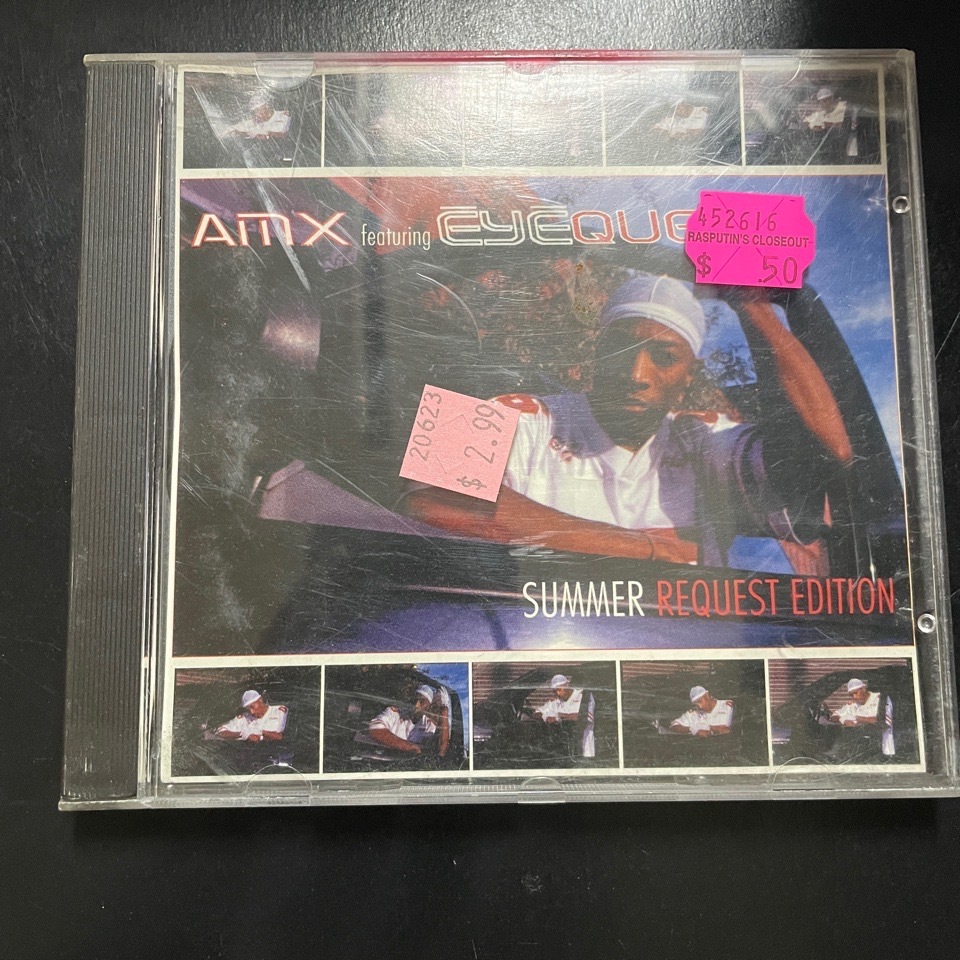 AMX featuring EYEQUE
452616
RASPUTIN'S CLOSEOUT
$ .50
20623
$ 2.99
SUMMER REQUEST EDITION